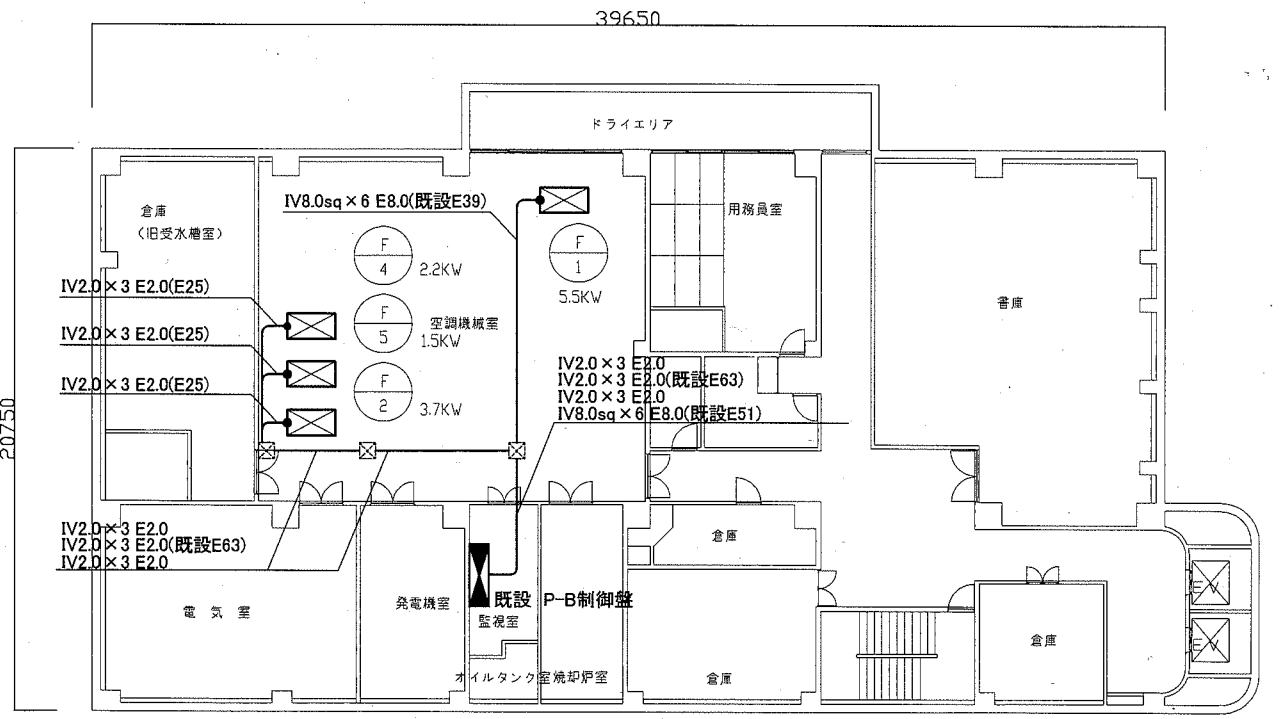 39650
ドライエリア
倉庫
（旧受水槽室）
IV8.0sq×6 E8.0(既設E39)
用務員室
F
4
2.2KW
F
1
5.5KW
IV2.0×3 E2.0(E25)
F
5
1.5KW
空調機械室
書庫
IV2.0×3 E2.0(E25)
IV2.0×3 E2.0(E25)
F
2
3.7KW
IV2.0×3 E2.0
IV2.0×3 E2.0(既設E63)
IV2.0×3 E2.0
IV8.0sq×6 E8.0(既設E51)
20750
IV2.0×3 E2.0
IV2.0×3 E2.0(既設E63)
IV2.0×3 E2.0
倉庫
電気室
発電機室
既設 P-B制御盤
監視室
オイルタンク室
焼却炉室
倉庫
倉庫
EV
EV